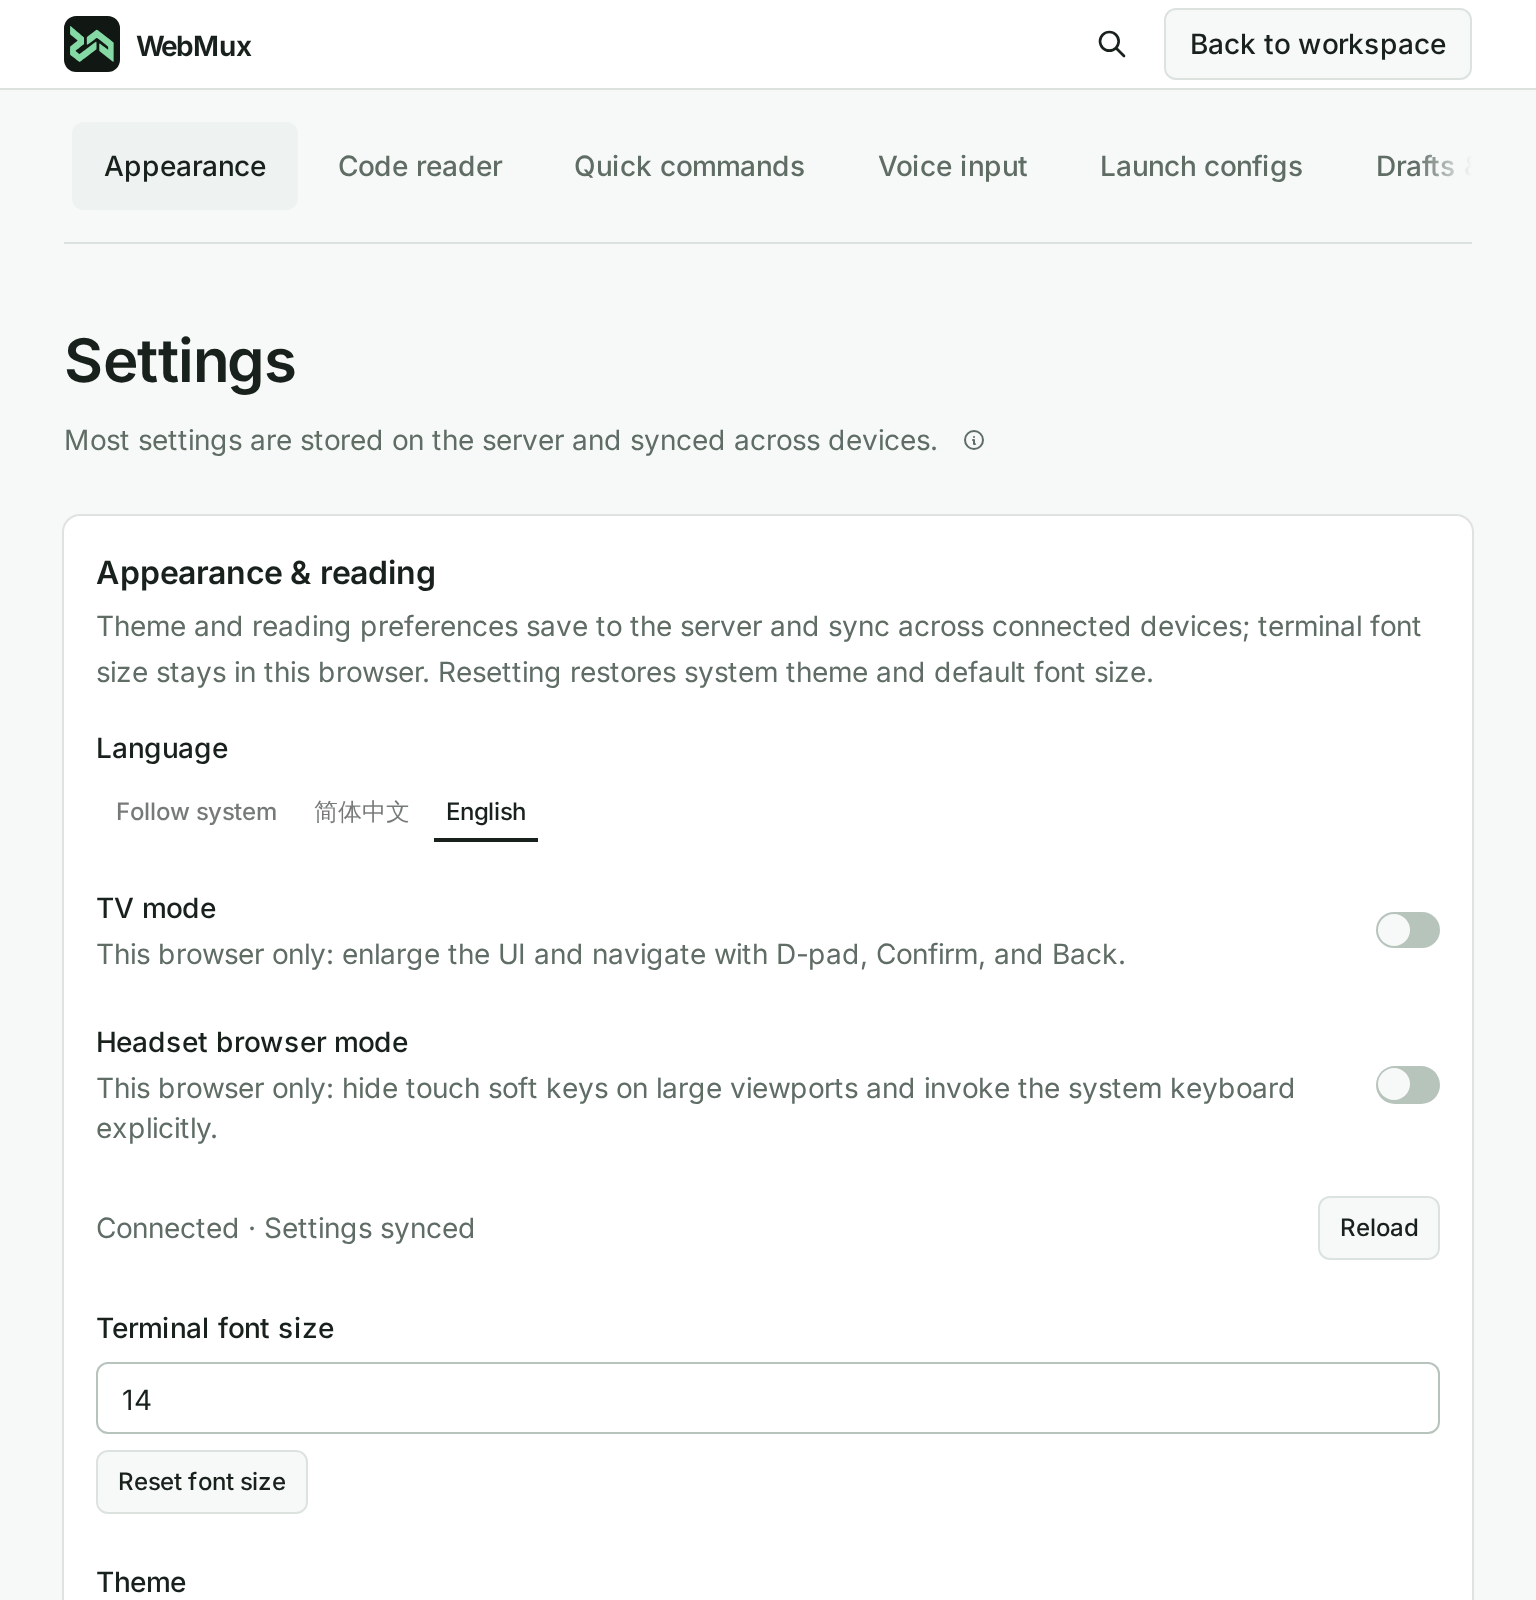 WebMux
Back to workspace
Appearance
Code reader
Quick commands
Voice input
Launch configs
Drafts
Settings
Most settings are stored on the server and synced across devices.
Appearance & reading
Theme and reading preferences save to the server and sync across connected devices; terminal font
size stays in this browser. Resetting restores system theme and default font size.
Language
Follow system
简体中文
English
TV mode
This browser only: enlarge the UI and navigate with D-pad, Confirm, and Back.
Headset browser mode
This browser only: hide touch soft keys on large viewports and invoke the system keyboard
explicitly.
Connected · Settings synced
Reload
Terminal font size
14
Reset font size
Theme